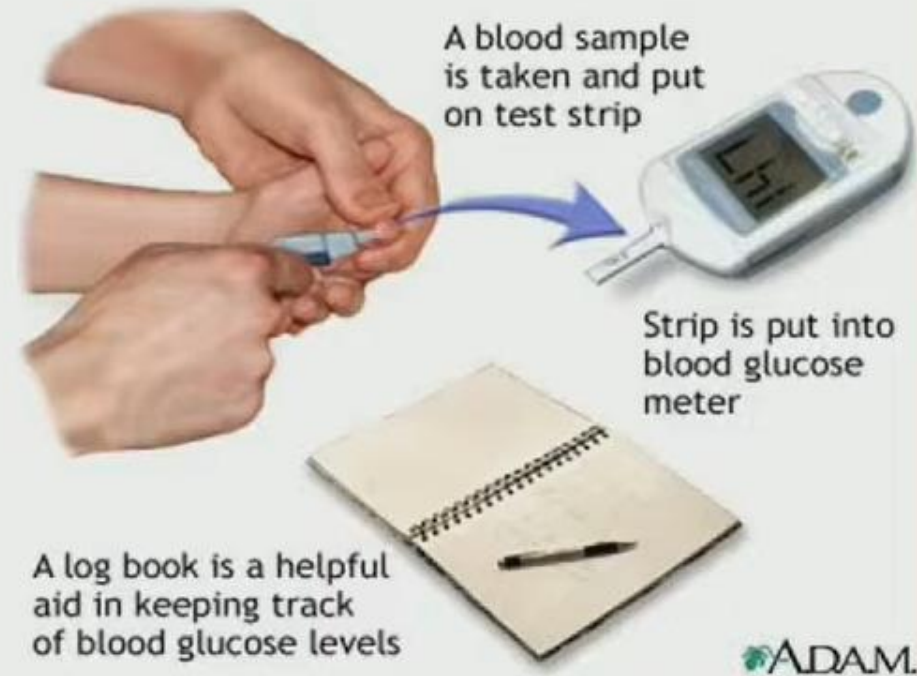 A blood sample
is taken and put
on test strip
Strip is put into
blood glucose
meter
A log book is a helpful
aid in keeping track
of blood glucose levels
A.D.A.M.